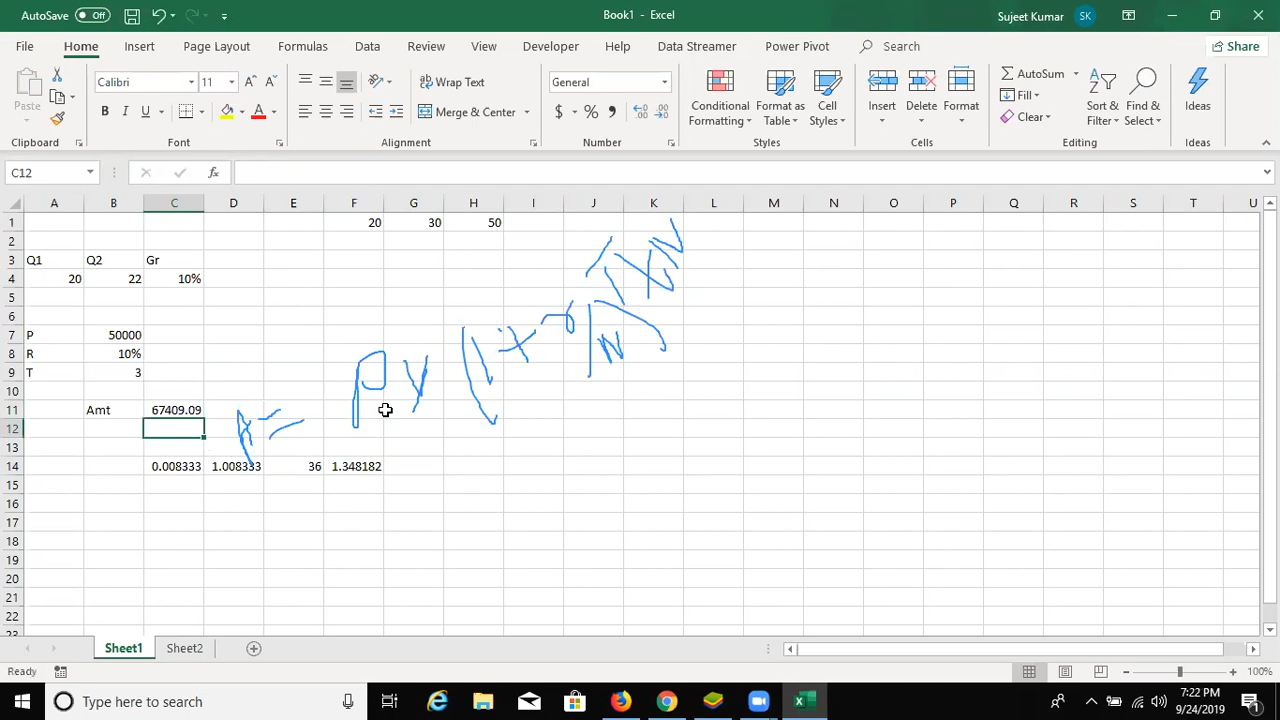 AutoSave Off Book1 - Excel Sujeet Kumar SK
File Home Insert Page Layout Formulas Data Review View Developer Help Data Streamer Power Pivot Search Share
Paste Calibri 11 Wrap Text General Conditional Formatting Format as Table Cell Styles Insert Delete Format AutoSum Fill Clear Sort & Filter Find & Select Ideas
B I U Merge & Center $ %
Clipboard Font Alignment Number Styles Cells Editing Ideas
C12 fx
A B C D E F G H I J K L M N O P Q R S T U
1 20 30 50
2
3 Q1 Q2 Gr
4 20 22 10%
5
6
7 P 50000
8 R 10%
9 T 3
10
11 Amt 67409.09
12
13
14 0.008333 1.008333 36 1.348182
15
16
17
18
19
20
21
22
23
Sheet1 Sheet2
Ready 100%
Type here to search 7:22 PM
9/24/2019